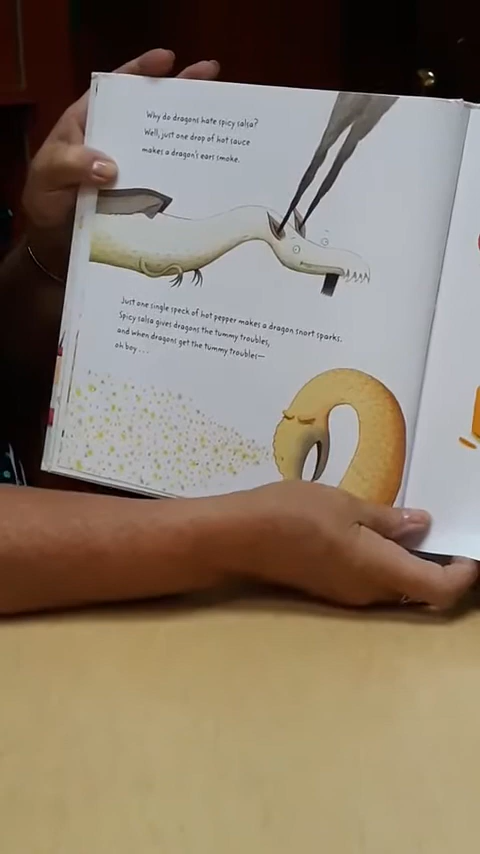 Why do dragons hate spicy salsa?
Well, just one drop of hot sauce
makes a dragon's ears smoke.
Just one single speck of hot pepper makes a dragon snort sparks.
Spicy salsa gives dragons the tummy troubles,
and when dragons get the tummy troubles—
oh boy . . .